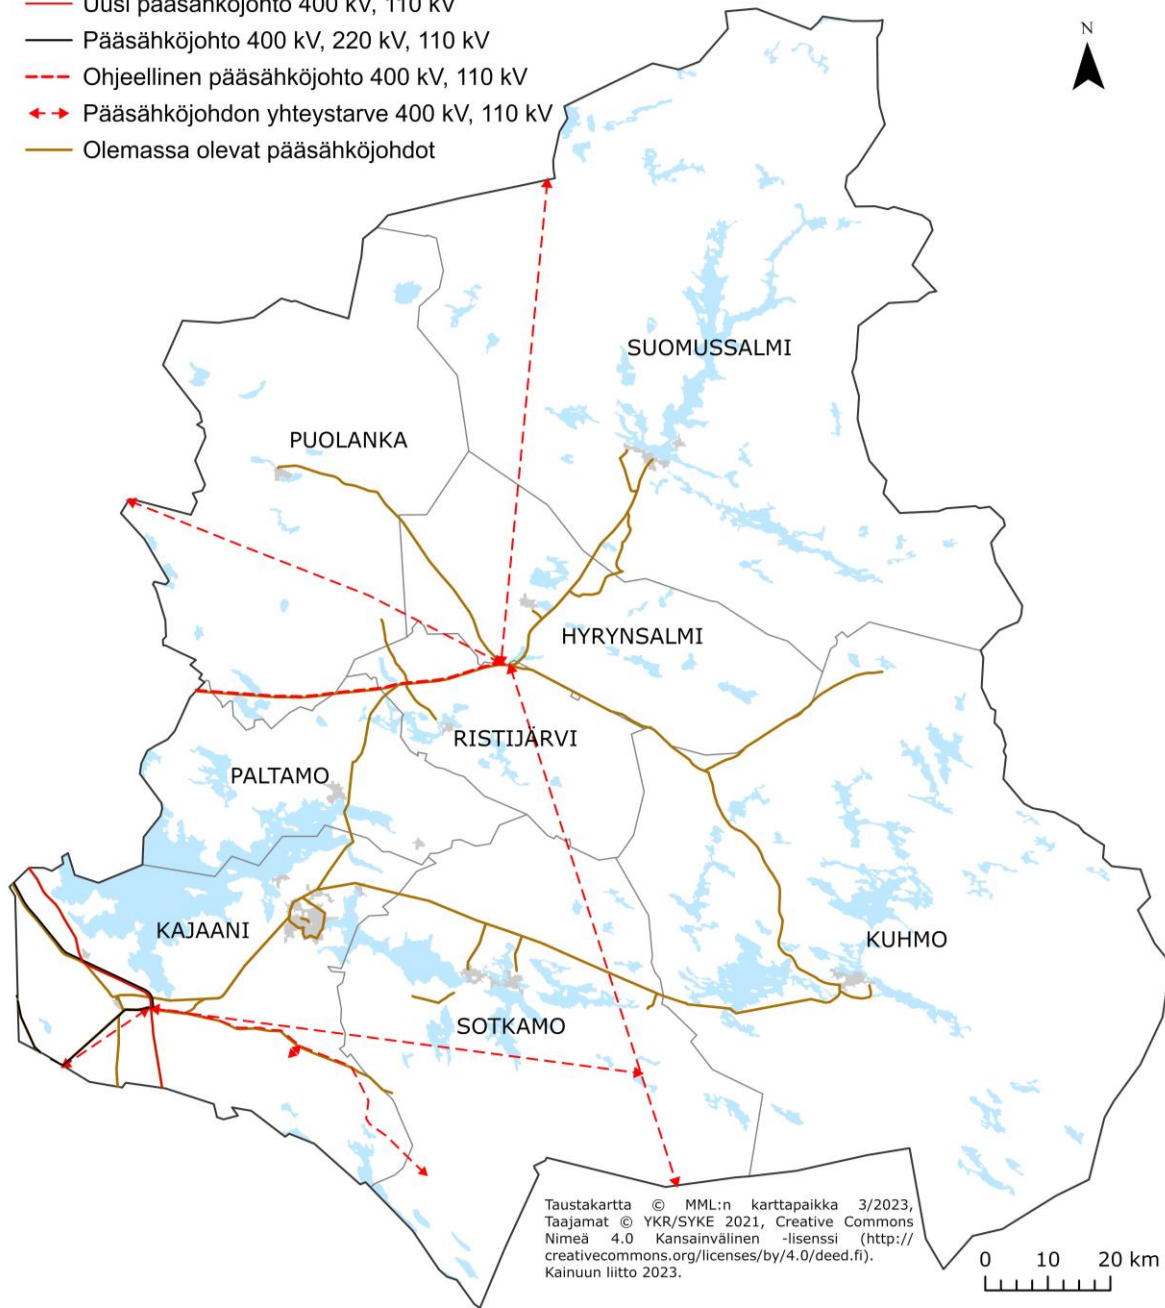 Uusi pääsähköjohto 400 kV, 110 kV
Pääsähköjohto 400 kV, 220 kV, 110 kV
Ohjeellinen pääsähköjohto 400 kV, 110 kV
Pääsähköjohdon yhteystarve 400 kV, 110 kV
Olemassa olevat pääsähköjohdot
N
SUOMUSSALMI
PUOLANKA
HYRYNSALMI
RISTIJÄRVI
PALTAMO
KAJAANI
KUHMO
SOTKAMO
Taustakartta © MML:n karttapaikka 3/2023,
Taajamat © YKR/SYKE 2021, Creative Commons
Nimeä 4.0 Kansainvälinen -lisenssi (http://
creativecommons.org/licenses/by/4.0/deed.fi).
Kainuun liitto 2023.
0 10 20 km